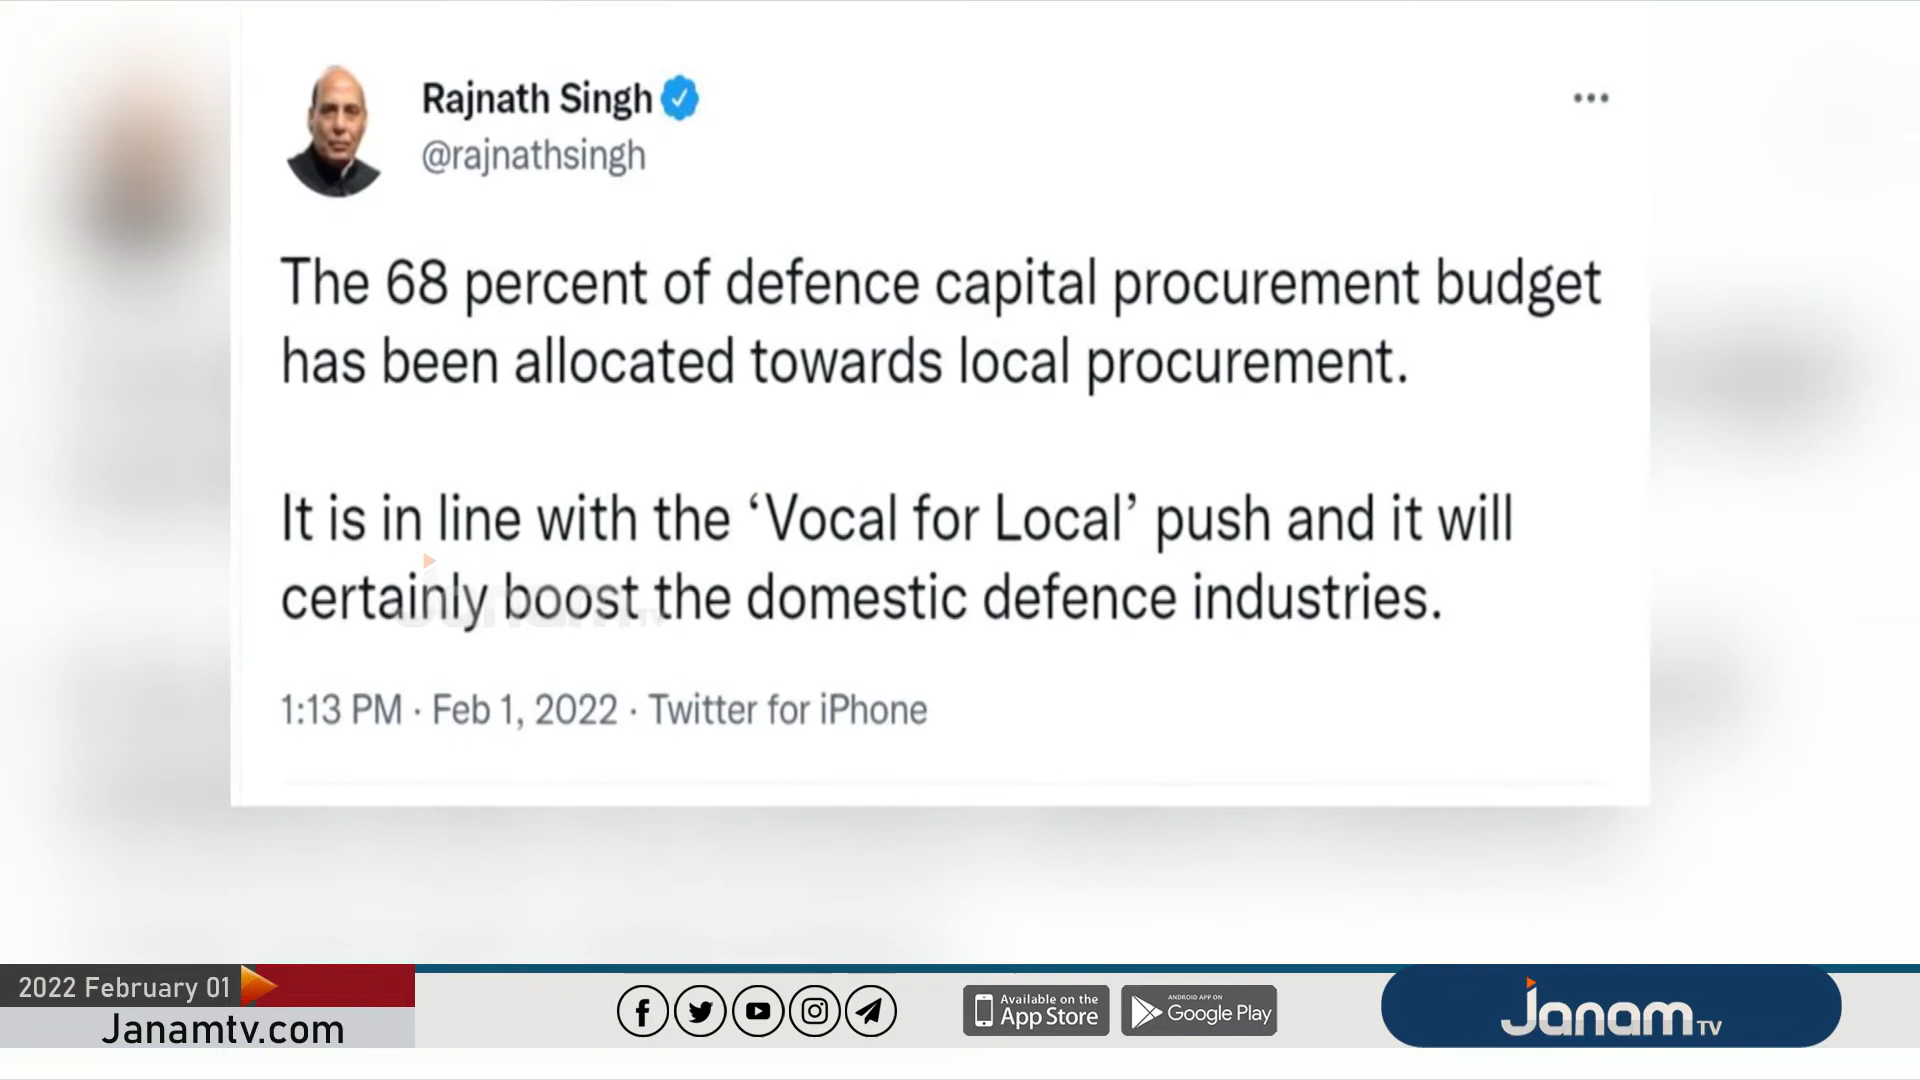 Rajnath Singh
@rajnathsingh
The 68 percent of defence capital procurement budget
has been allocated towards local procurement.
It is in line with the ‘Vocal for Local’ push and it will
certainly boost the domestic defence industries.
1:13 PM · Feb 1, 2022 · Twitter for iPhone
Janam TV
2022 February 01
Janamtv.com
Available on the
App Store
ANDROID APP ON
Google Play
Janam TV